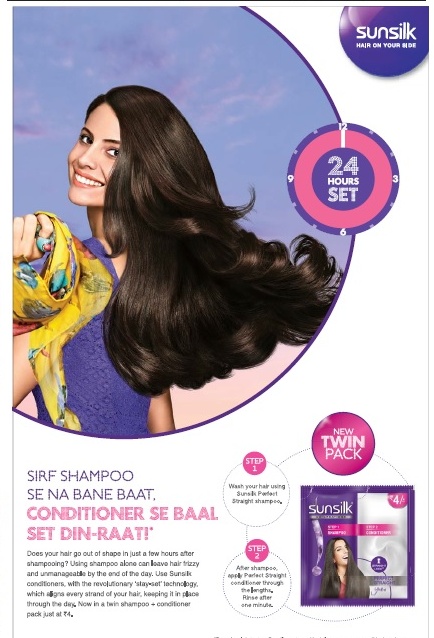 sunsilk
HAIR ON YOUR SIDE
12
24
HOURS
SET
9
3
6
NEW
TWIN
PACK
SIRF SHAMPOO
SE NA BANE BAAT,
CONDITIONER SE BAAL
SET DIN-RAAT!*
Does your hair go out of shape in just a few hours after
shampooing? Using shampoo alone can leave hair frizzy
and unmanageable by the end of the day. Use Sunsilk
conditioners, with the revolutionary 'stay•set' technology,
which aligns every strand of your hair, keeping it in place
through the day. Now in a twin shampoo + conditioner
pack just at ₹4.
STEP
1
Wash your hair using
Sunsilk Perfect
Straight shampoo.
STEP
2
After shampoo,
apply Perfect Straight
conditioner through
the lengths.
Rinse after
one minute.
₹4/-
sunsilk
STEP 1
SHAMPOO
STEP 2
CONDITIONER